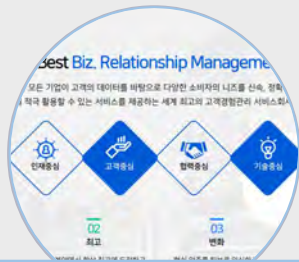 Best Biz. Relationship Manageme
모든 기업이 고객의 데이터를 바탕으로 다양한 소비자의 니즈를 신속, 정확
적극 활용할 수 있는 서비스를 제공하는 세계 최고의 고객경험관리 서비스회사
인재중심
고객중심
협력중심
기술중심
02
03
최고
변화